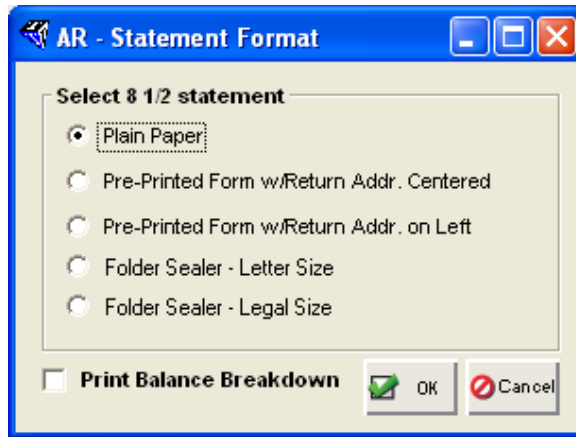 AR - Statement Format
Select 8 1/2 statement
Plain Paper
Pre-Printed Form w/Return Addr. Centered
Pre-Printed Form w/Return Addr. on Left
Folder Sealer - Letter Size
Folder Sealer - Legal Size
Print Balance Breakdown OK Cancel